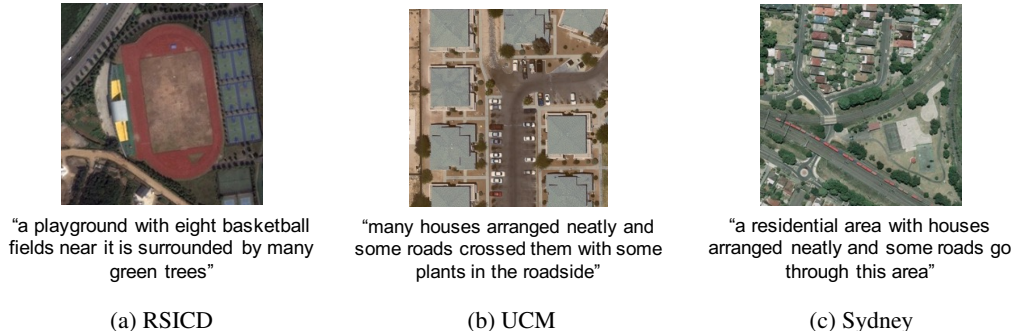 “a playground with eight basketball
fields near it is surrounded by many
green trees”
“many houses arranged neatly and
some roads crossed them with some
plants in the roadside”
“a residential area with houses
arranged neatly and some roads go
through this area”
(a) RSICD
(b) UCM
(c) Sydney